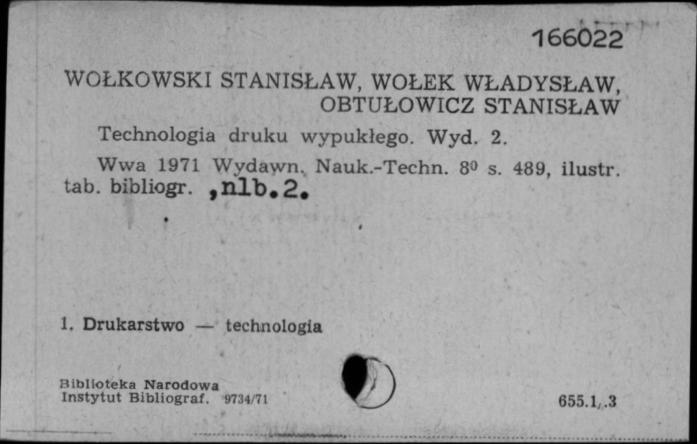 166022
WOŁKOWSKI STANISŁAW, WOŁEK WŁADYSŁAW,
OBTUŁOWICZ STANISŁAW
Technologia druku wypukłego. Wyd. 2.
Wwa 1971 Wydawn. Nauk.-Techn. 8⁰ s. 489, ilustr.
tab. bibliogr. ,nlb.2.
1. Drukarstwo — technologia
Biblioteka Narodowa
Instytut Bibliograf. 9734/71
655.1/.3